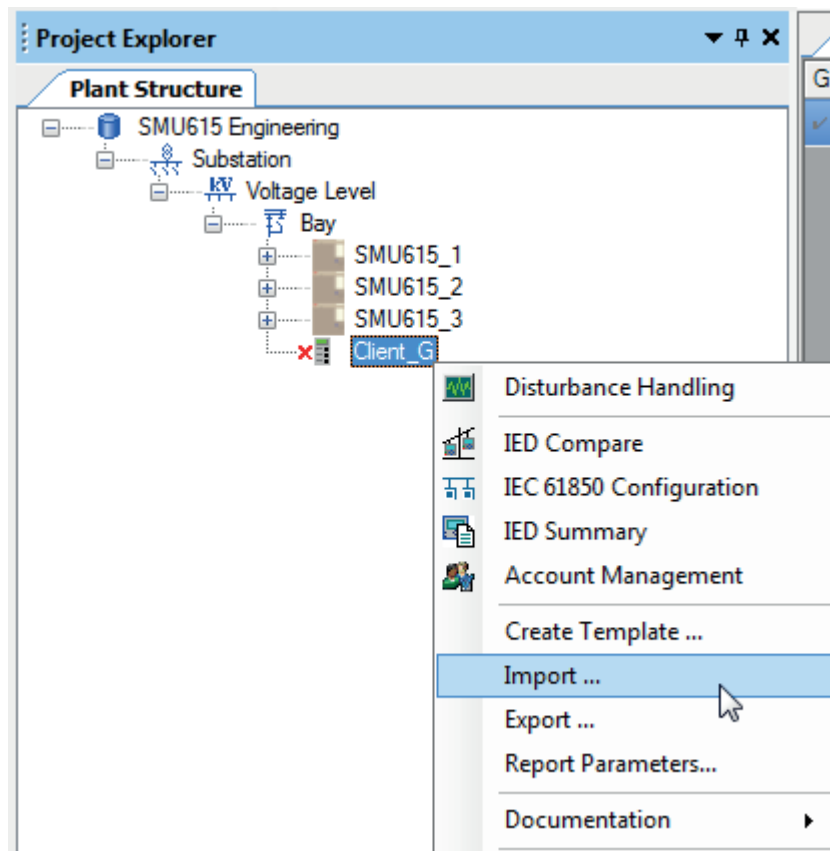 Project Explorer
Plant Structure
G
SMU615 Engineering
Substation
kV Voltage Level
Bay
SMU615_1
SMU615_2
SMU615_3
Client_G
Disturbance Handling
IED Compare
IEC 61850 Configuration
IED Summary
Account Management
Create Template ...
Import ...
Export ...
Report Parameters...
Documentation